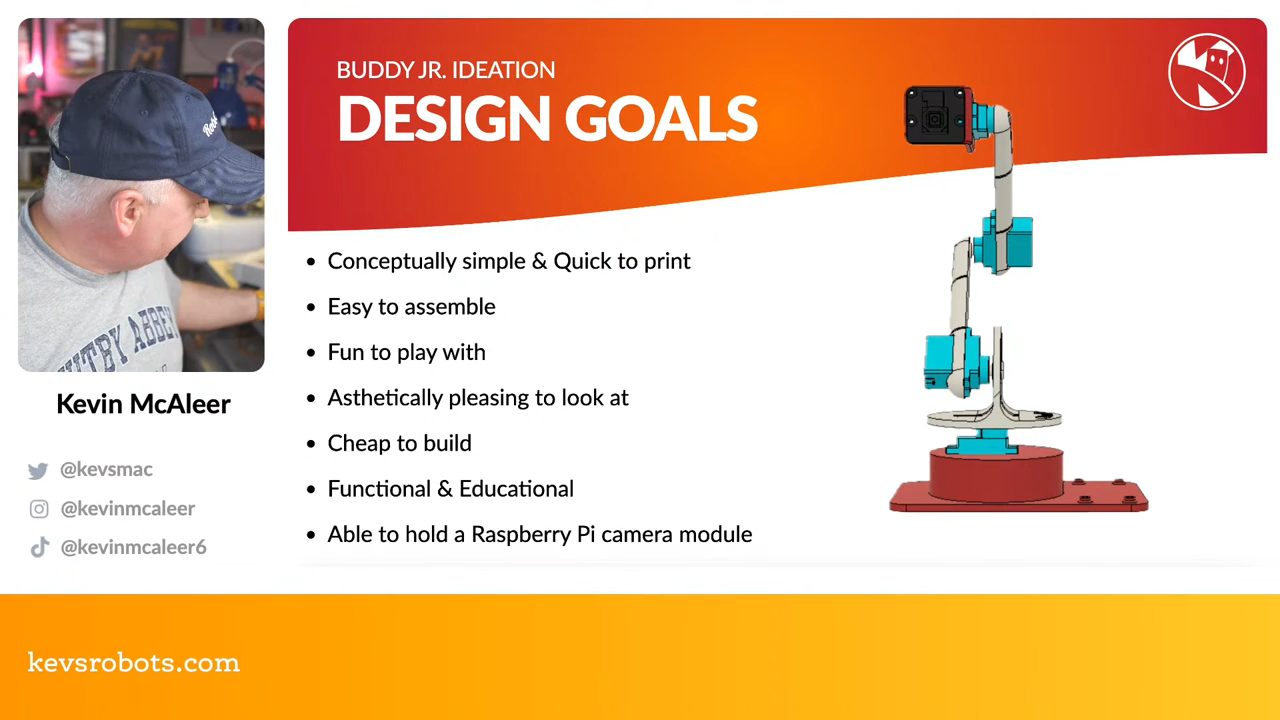 BUDDY JR. IDEATION
DESIGN GOALS
• Conceptually simple & Quick to print
• Easy to assemble
• Fun to play with
• Asthetically pleasing to look at
• Cheap to build
• Functional & Educational
• Able to hold a Raspberry Pi camera module
Kevin McAleer
@kevsmac
@kevinmcaleer
@kevinmcaleer6
kevsrobots.com